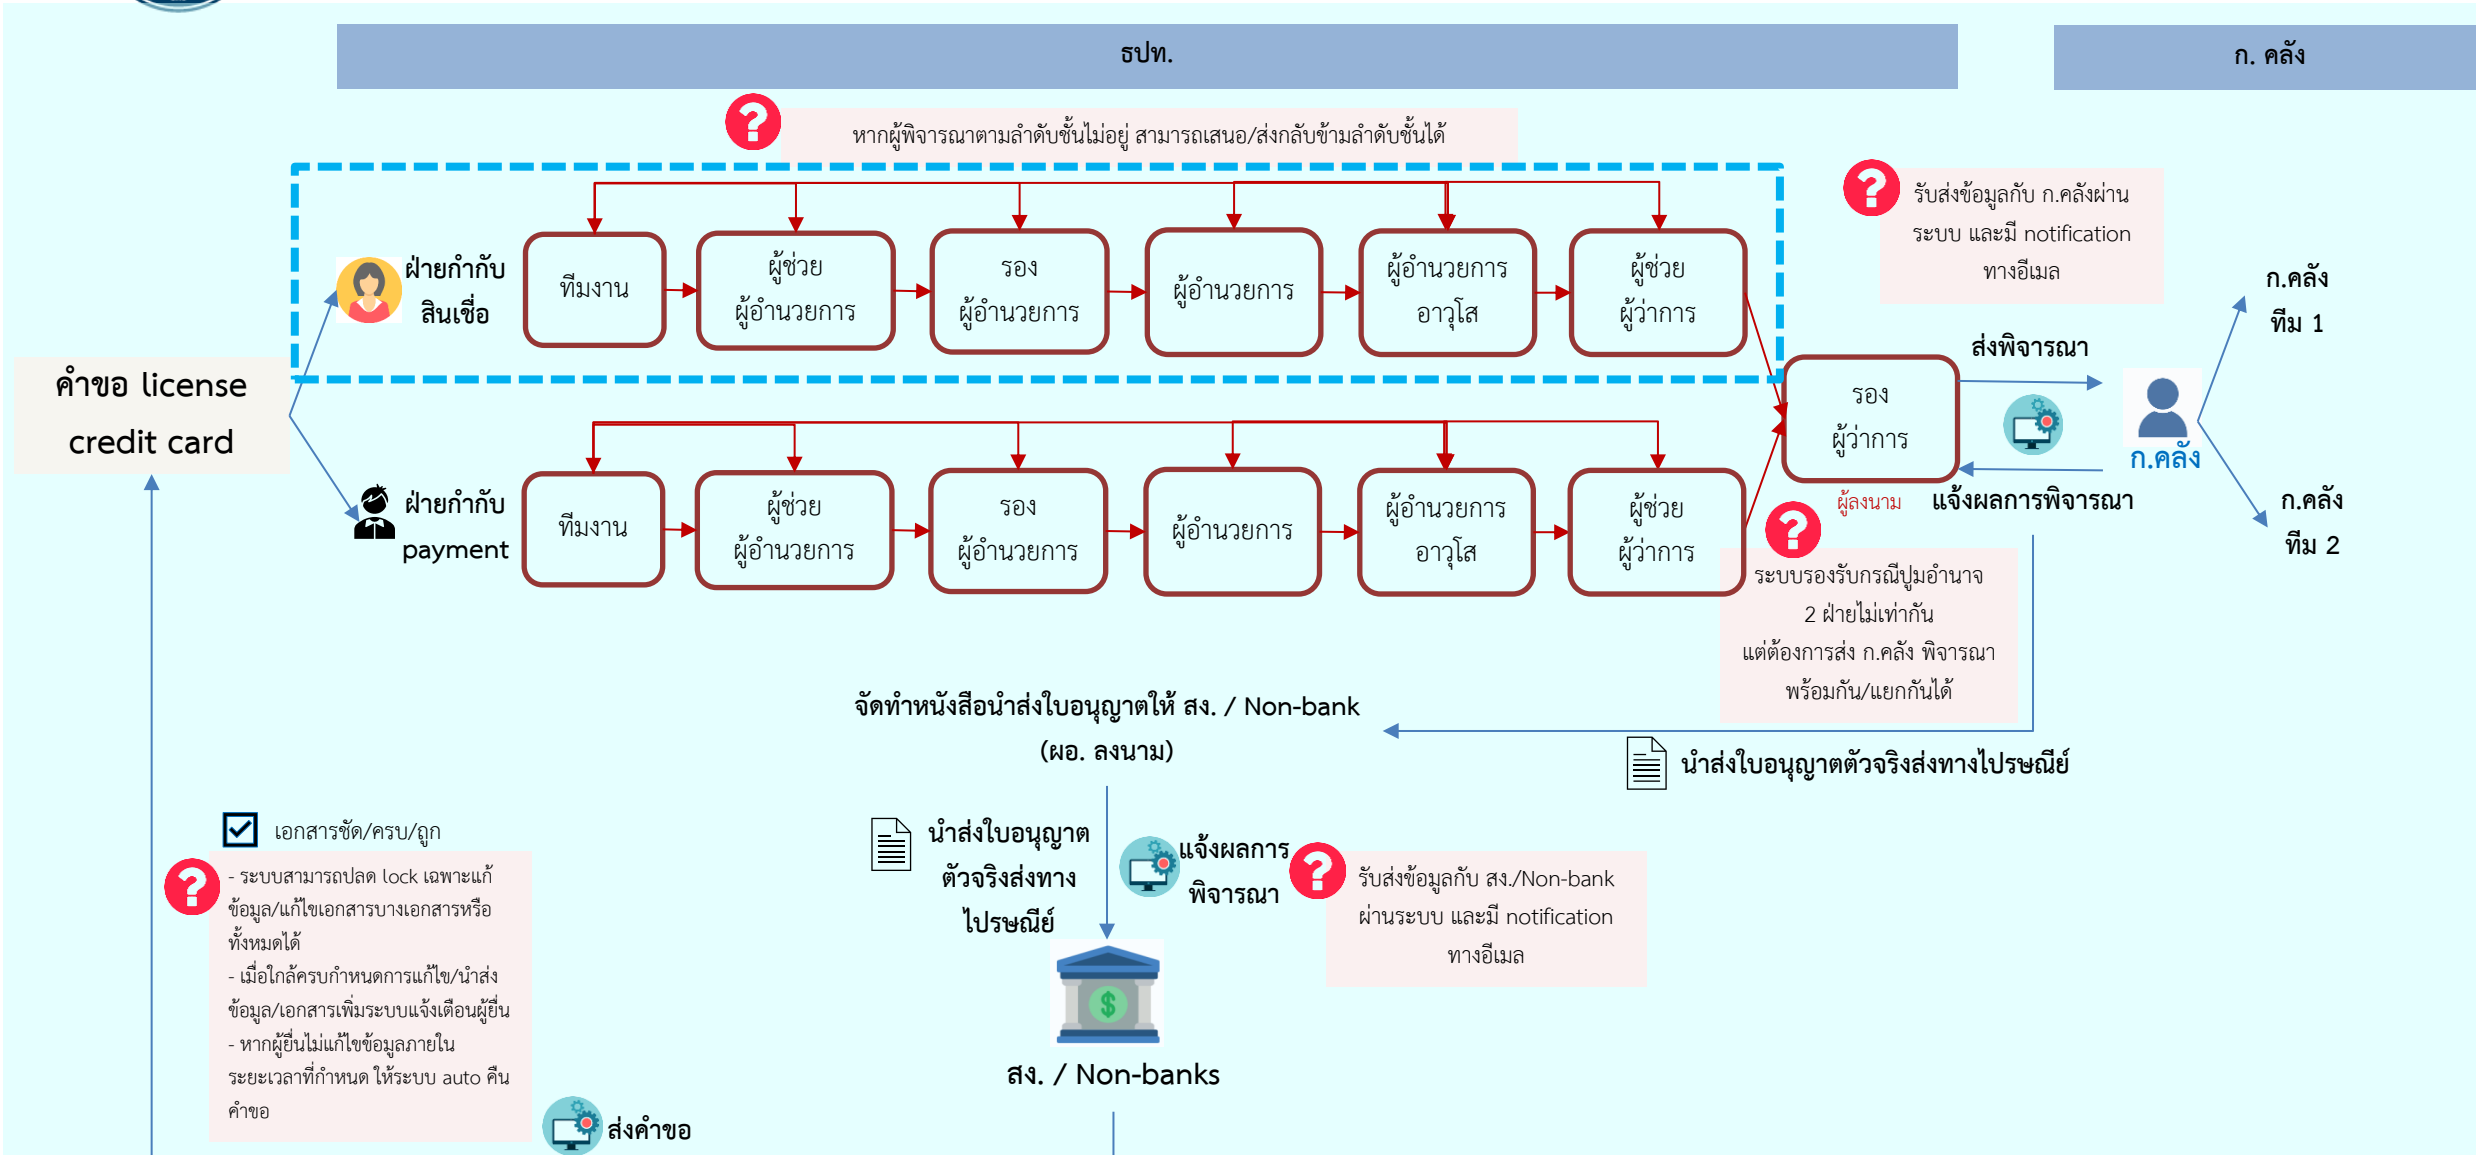 ธปท.
ก. คลัง
หากผู้พิจารณาตามลำดับชั้นไม่อยู่ สามารถเสนอ/ส่งกลับข้ามลำดับชั้นได้
รับส่งข้อมูลกับ ก.คลังผ่าน
ระบบ และมี notification
ทางอีเมล
ฝ่ายกำกับ
สินเชื่อ
ทีมงาน
ผู้ช่วย
ผู้อำนวยการ
รอง
ผู้อำนวยการ
ผู้อำนวยการ
ผู้อำนวยการ
อาวุโส
ผู้ช่วย
ผู้ว่าการ
ก.คลัง
ทีม 1
ส่งพิจารณา
คำขอ license
credit card
รอง
ผู้ว่าการ
ก.คลัง
ผู้ลงนาม
แจ้งผลการพิจารณา
ก.คลัง
ทีม 2
ฝ่ายกำกับ
payment
ทีมงาน
ผู้ช่วย
ผู้อำนวยการ
รอง
ผู้อำนวยการ
ผู้อำนวยการ
ผู้อำนวยการ
อาวุโส
ผู้ช่วย
ผู้ว่าการ
ระบบรองรับกรณีปูมอำนาจ
2 ฝ่ายไม่เท่ากัน
แต่ต้องการส่ง ก.คลัง พิจารณา
พร้อมกัน/แยกกันได้
จัดทำหนังสือนำส่งใบอนุญาตให้ สง. / Non-bank
(ผอ. ลงนาม)
นำส่งใบอนุญาตตัวจริงส่งทางไปรษณีย์
นำส่งใบอนุญาต
ตัวจริงส่งทาง
ไปรษณีย์
แจ้งผลการ
พิจารณา
รับส่งข้อมูลกับ สง./Non-bank
ผ่านระบบ และมี notification
ทางอีเมล
เอกสารชัด/ครบ/ถูก
- ระบบสามารถปลด lock เฉพาะแก้
ข้อมูล/แก้ไขเอกสารบางเอกสารหรือ
ทั้งหมดได้
- เมื่อใกล้ครบกำหนดการแก้ไข/นำส่ง
ข้อมูล/เอกสารเพิ่มระบบแจ้งเตือนผู้ยื่น
- หากผู้ยื่นไม่แก้ไขข้อมูลภายใน
ระยะเวลาที่กำหนด ให้ระบบ auto คืน
คำขอ
สง. / Non-banks
ส่งคำขอ